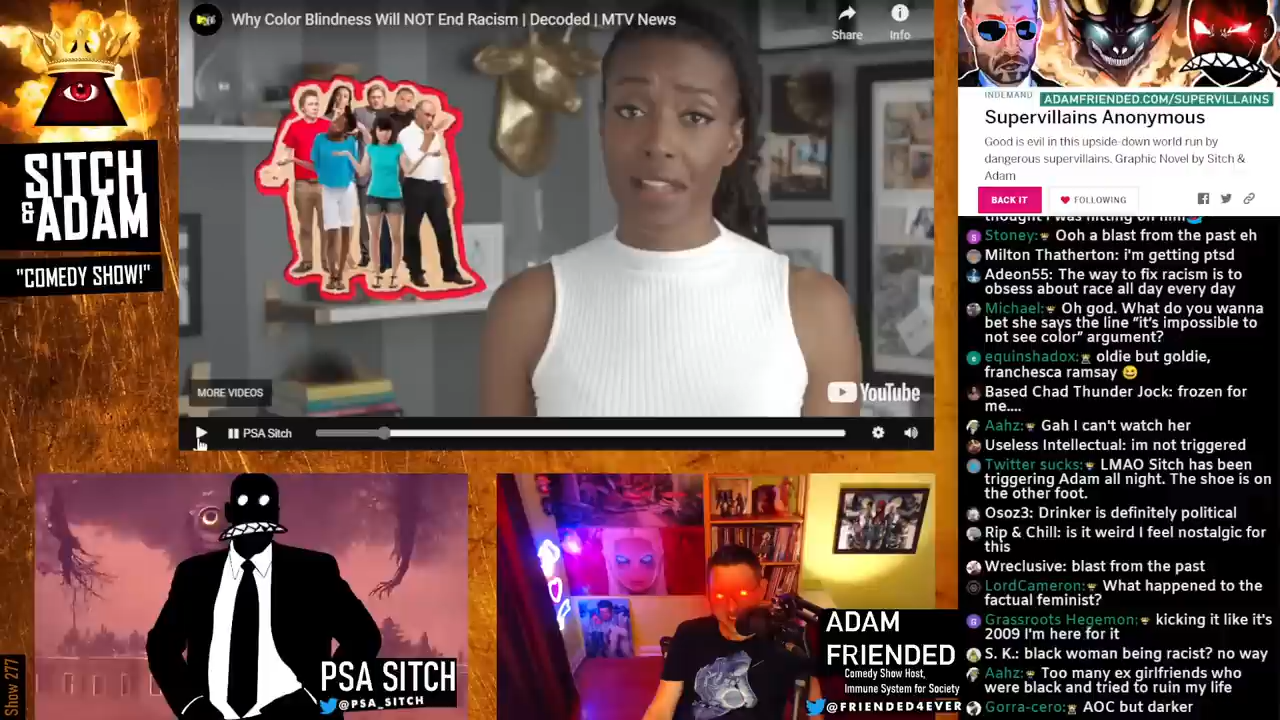 Why Color Blindness Will NOT End Racism | Decoded | MTV News
Share
Info
SITCH
& ADAM
"COMEDY SHOW!"
MORE VIDEOS
YouTube
PSA Sitch
INDEMAND
ADAMFRIENDED.COM/SUPERVILLAINS
Supervillains Anonymous
Good is evil in this upside-down world run by
dangerous supervillains. Graphic Novel by Sitch &
Adam
BACK IT
FOLLOWING
thought I was hitting on him
Stoney: Ooh a blast from the past eh
Milton Thatherton: i'm getting ptsd
Adeon55: The way to fix racism is to
obsess about race all day every day
Michael: Oh god. What do you wanna
bet she says the line “it’s impossible to
not see color” argument?
equinshadox: oldie but goldie,
franchesca ramsay 😄
Based Chad Thunder Jock: frozen for
me....
Aahz: Gah I can't watch her
Useless Intellectual: im not triggered
Twitter sucks: LMAO Sitch has been
triggering Adam all night. The shoe is on
the other foot.
Osoz3: Drinker is definitely political
Rip & Chill: is it weird I feel nostalgic for
this
Wreclusive: blast from the past
LordCameron: What happened to the
factual feminist?
Grassroots Hegemon: kicking it like it's
2009 I'm here for it
S. K.: black woman being racist? no way
Aahz: Too many ex girlfriends who
were black and tried to ruin my life
Gorra-cero: AOC but darker
Show 277
PSA SITCH
@PSA_SITCH
ADAM
FRIENDED
Comedy Show Host,
Immune System for Society
@FRIENDED4EVER